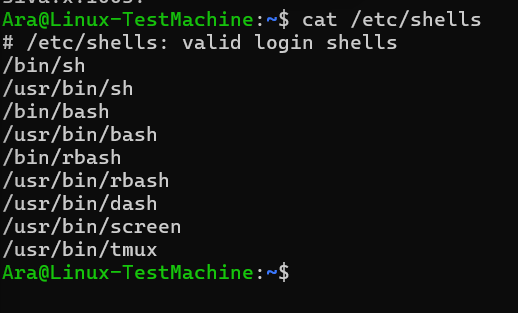 Ara@Linux-TestMachine:~$ cat /etc/shells
# /etc/shells: valid login shells
/bin/sh
/usr/bin/sh
/bin/bash
/usr/bin/bash
/bin/rbash
/usr/bin/rbash
/usr/bin/dash
/usr/bin/screen
/usr/bin/tmux
Ara@Linux-TestMachine:~$